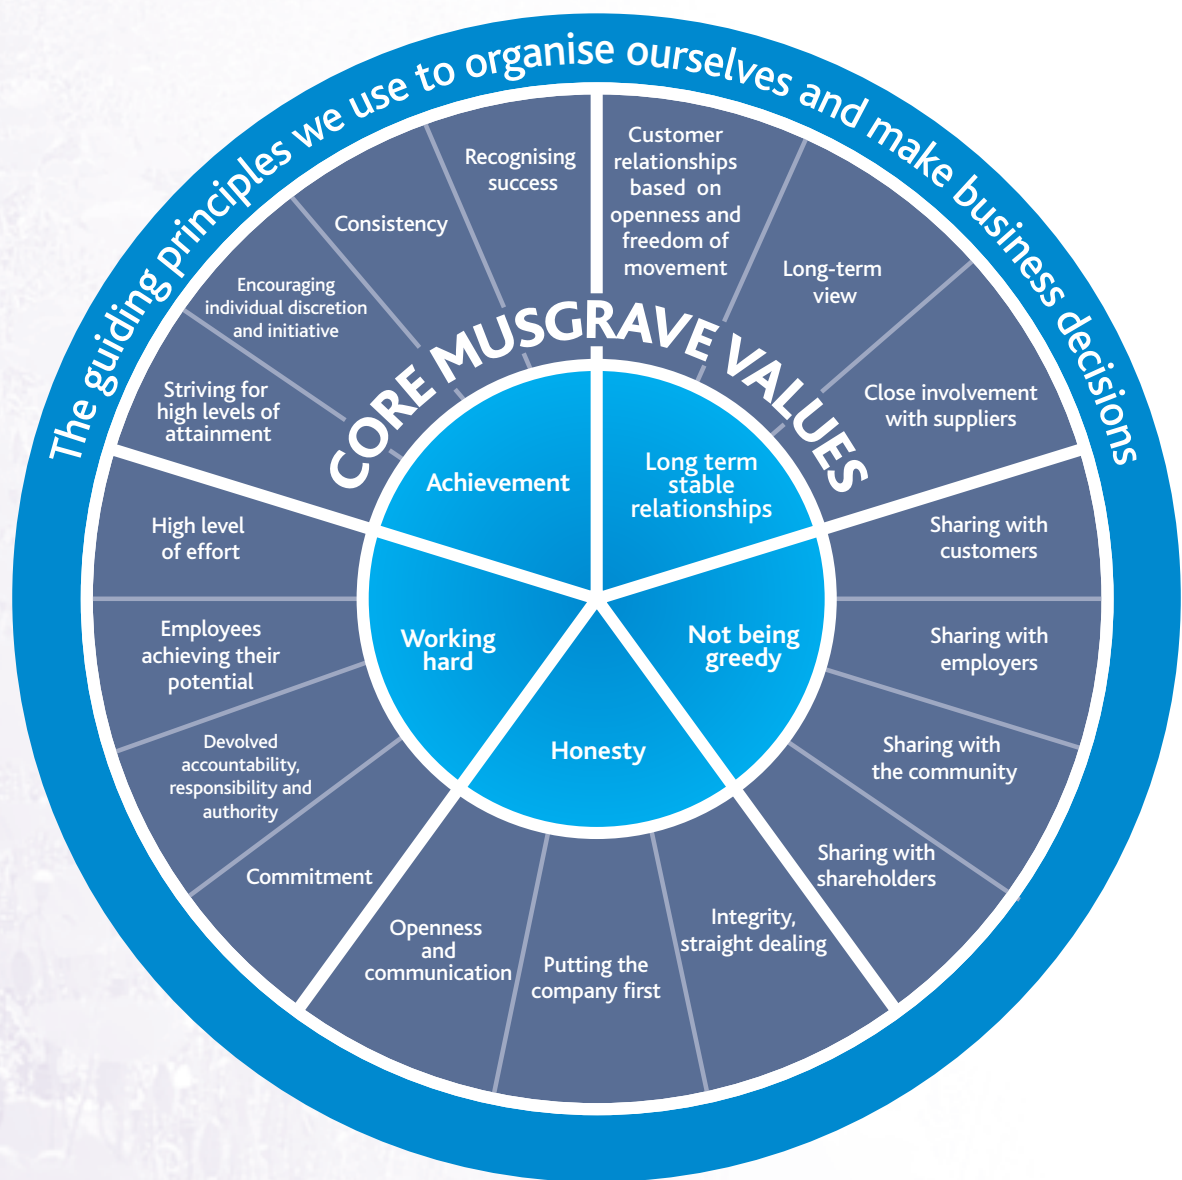 The guiding principles we use to organise ourselves and make business decisions
CORE MUSGRAVE VALUES
Customer
relationships
based on
openness and
freedom of
movement
Long-term
view
Close involvement
with suppliers
Long term
stable
relationships
Sharing with
customers
Sharing with
employers
Sharing with
the community
Sharing with
shareholders
Not being
greedy
Integrity,
straight dealing
Putting the
company first
Openness
and
communication
Honesty
Commitment
Devolved
accountability,
responsibility and
authority
Employees
achieving their
potential
High level
of effort
Working
hard
Striving for
high levels of
attainment
Encouraging
individual discretion
and initiative
Consistency
Recognising
success
Achievement